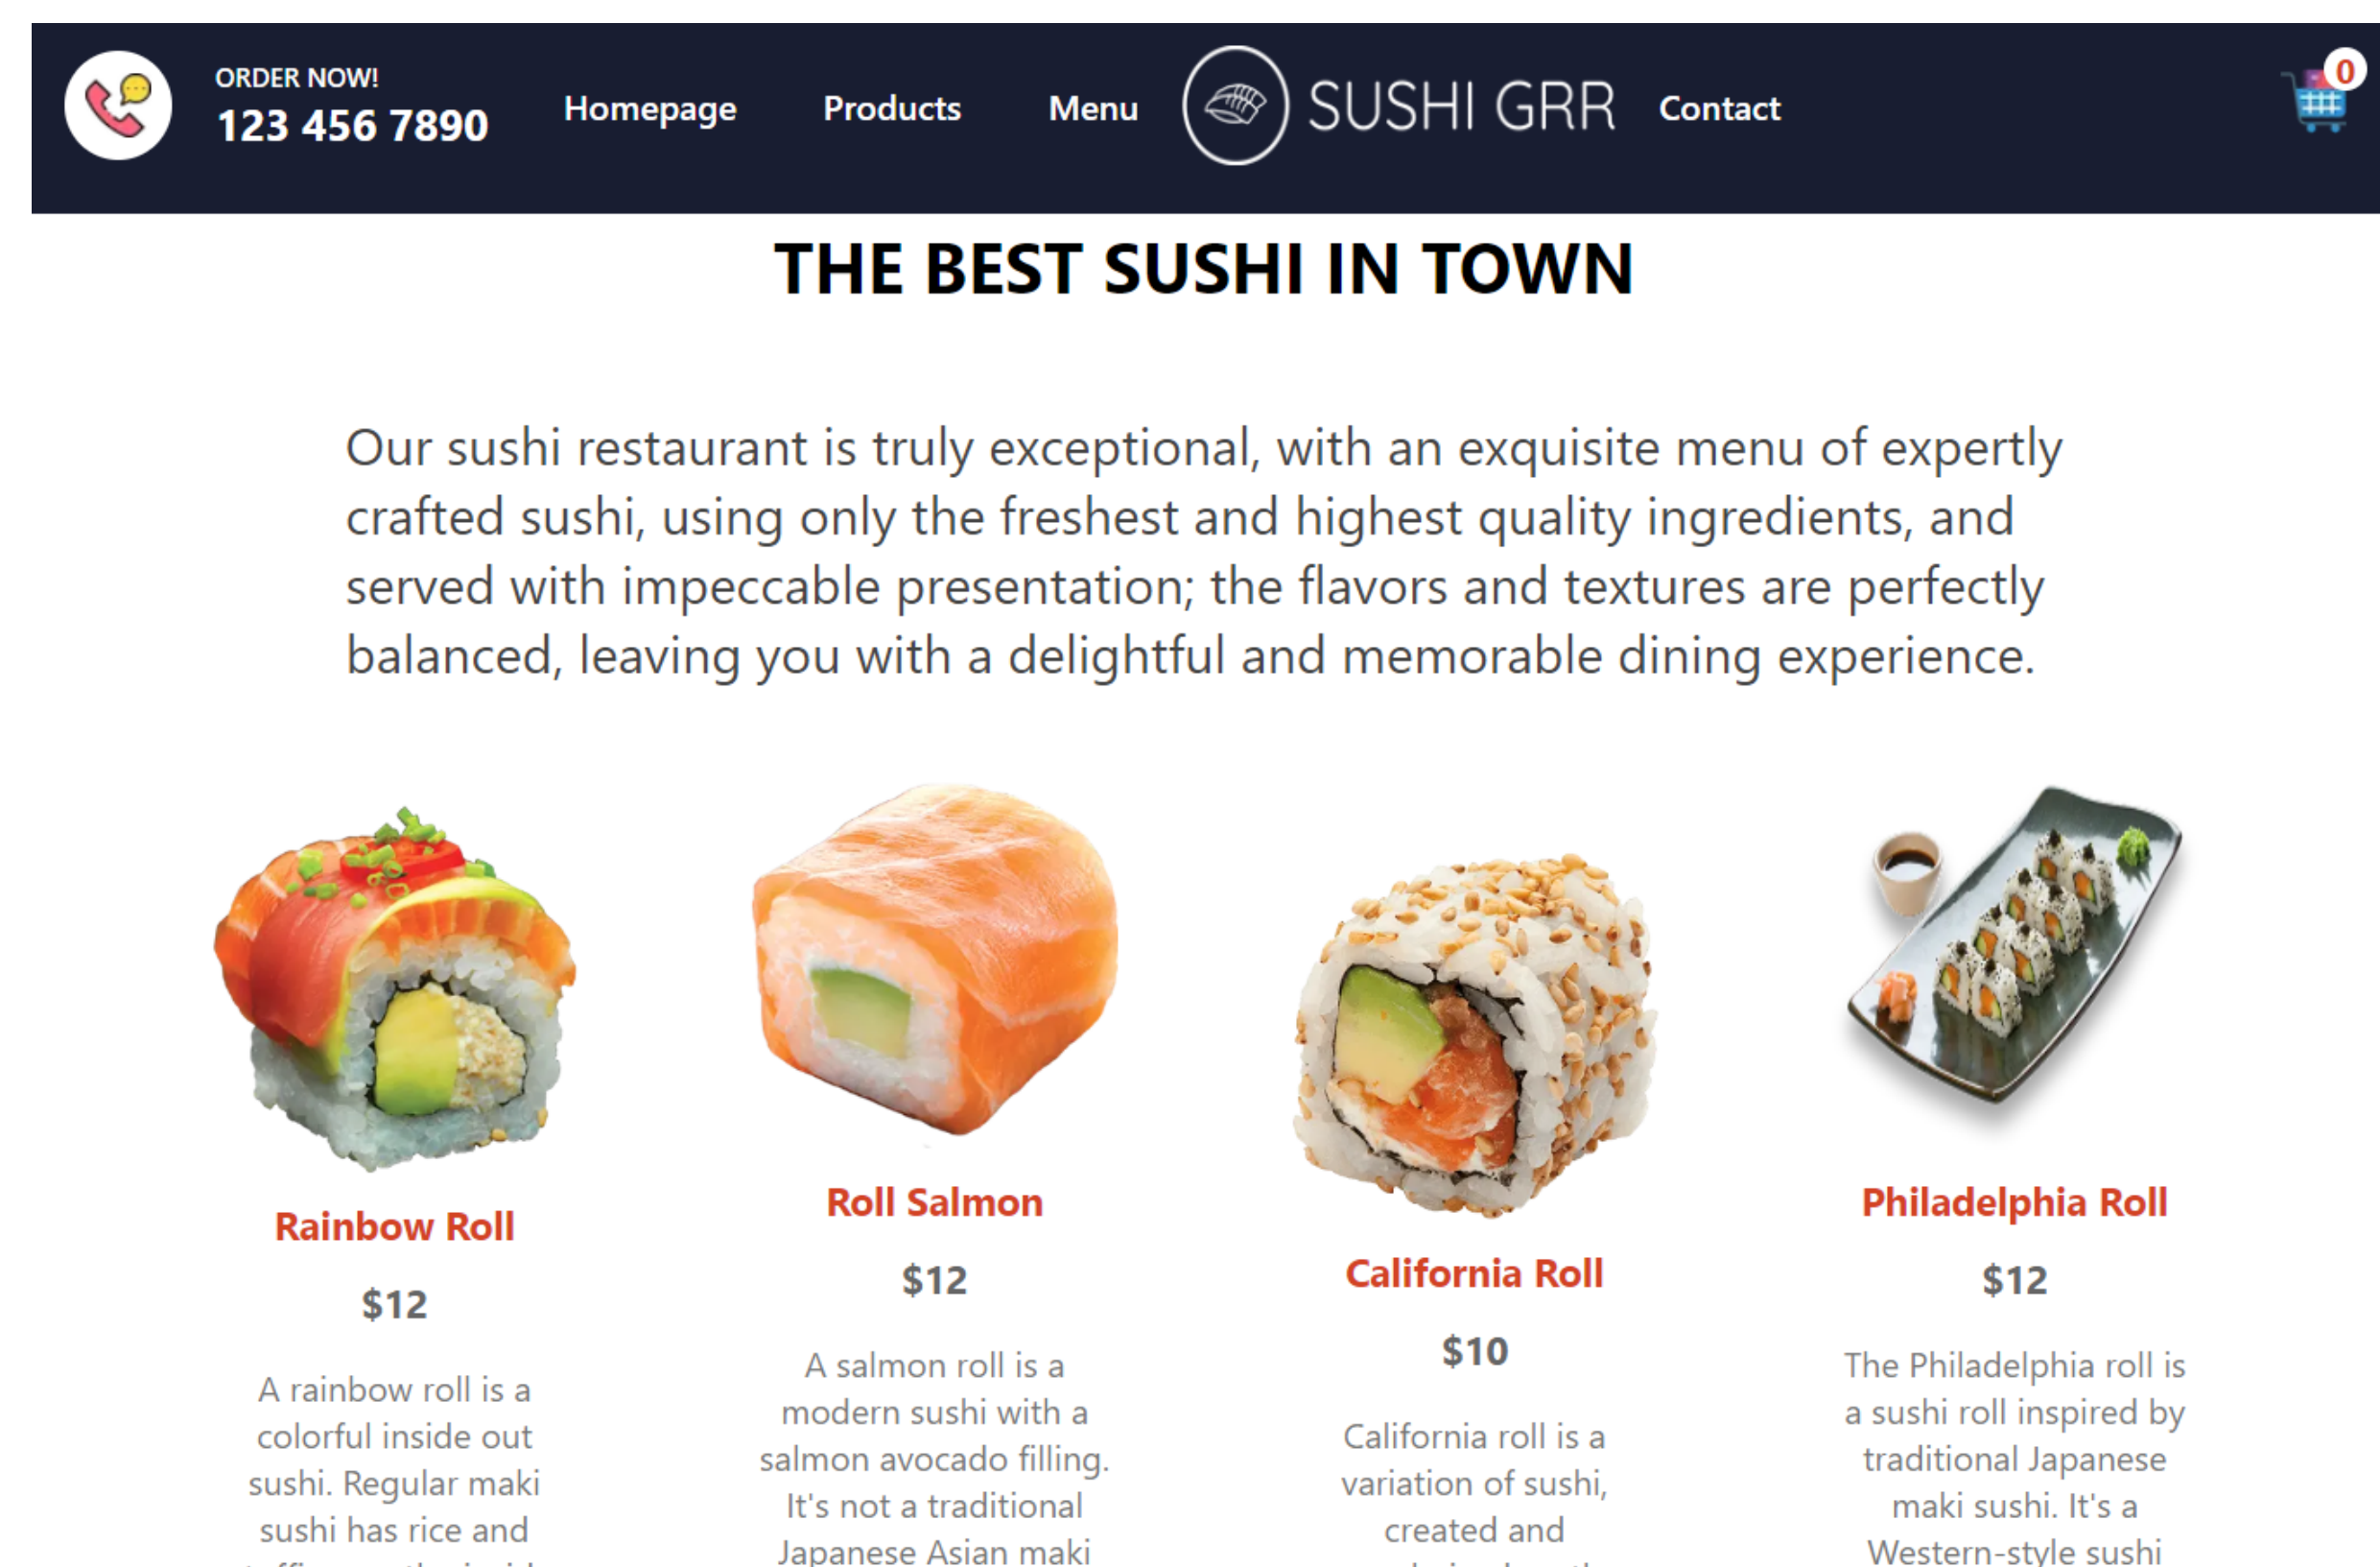 ORDER NOW!
123 456 7890
Homepage
Products
Menu
SUSHI GRR
Contact
0
THE BEST SUSHI IN TOWN
Our sushi restaurant is truly exceptional, with an exquisite menu of expertly
crafted sushi, using only the freshest and highest quality ingredients, and
served with impeccable presentation; the flavors and textures are perfectly
balanced, leaving you with a delightful and memorable dining experience.
Rainbow Roll
$12
A rainbow roll is a
colorful inside out
sushi. Regular maki
sushi has rice and
Roll Salmon
$12
A salmon roll is a
modern sushi with a
salmon avocado filling.
It's not a traditional
Japanese Asian maki
California Roll
$10
California roll is a
variation of sushi,
created and
Philadelphia Roll
$12
The Philadelphia roll is
a sushi roll inspired by
traditional Japanese
maki sushi. It's a
Western-style sushi